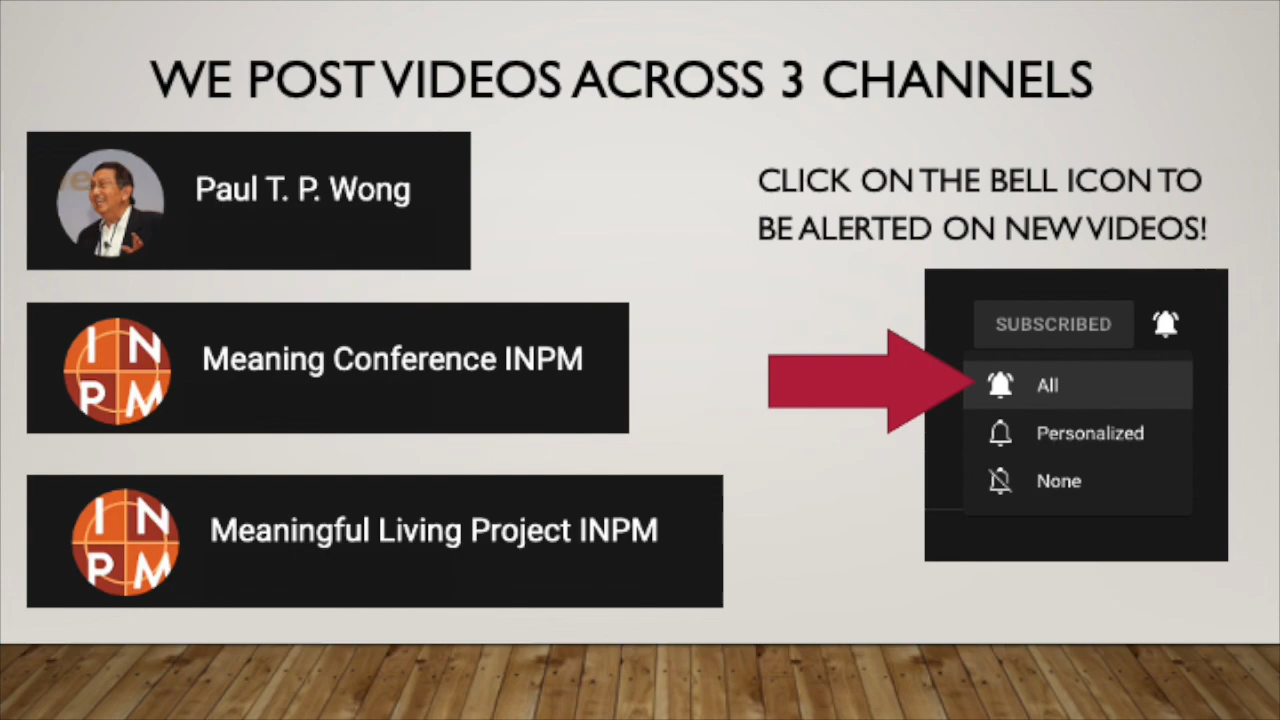 WE POST VIDEOS ACROSS 3 CHANNELS
Paul T. P. Wong
I N
P M
Meaning Conference INPM
I N
P M
Meaningful Living Project INPM
CLICK ON THE BELL ICON TO
BE ALERTED ON NEW VIDEOS!
SUBSCRIBED
All
Personalized
None